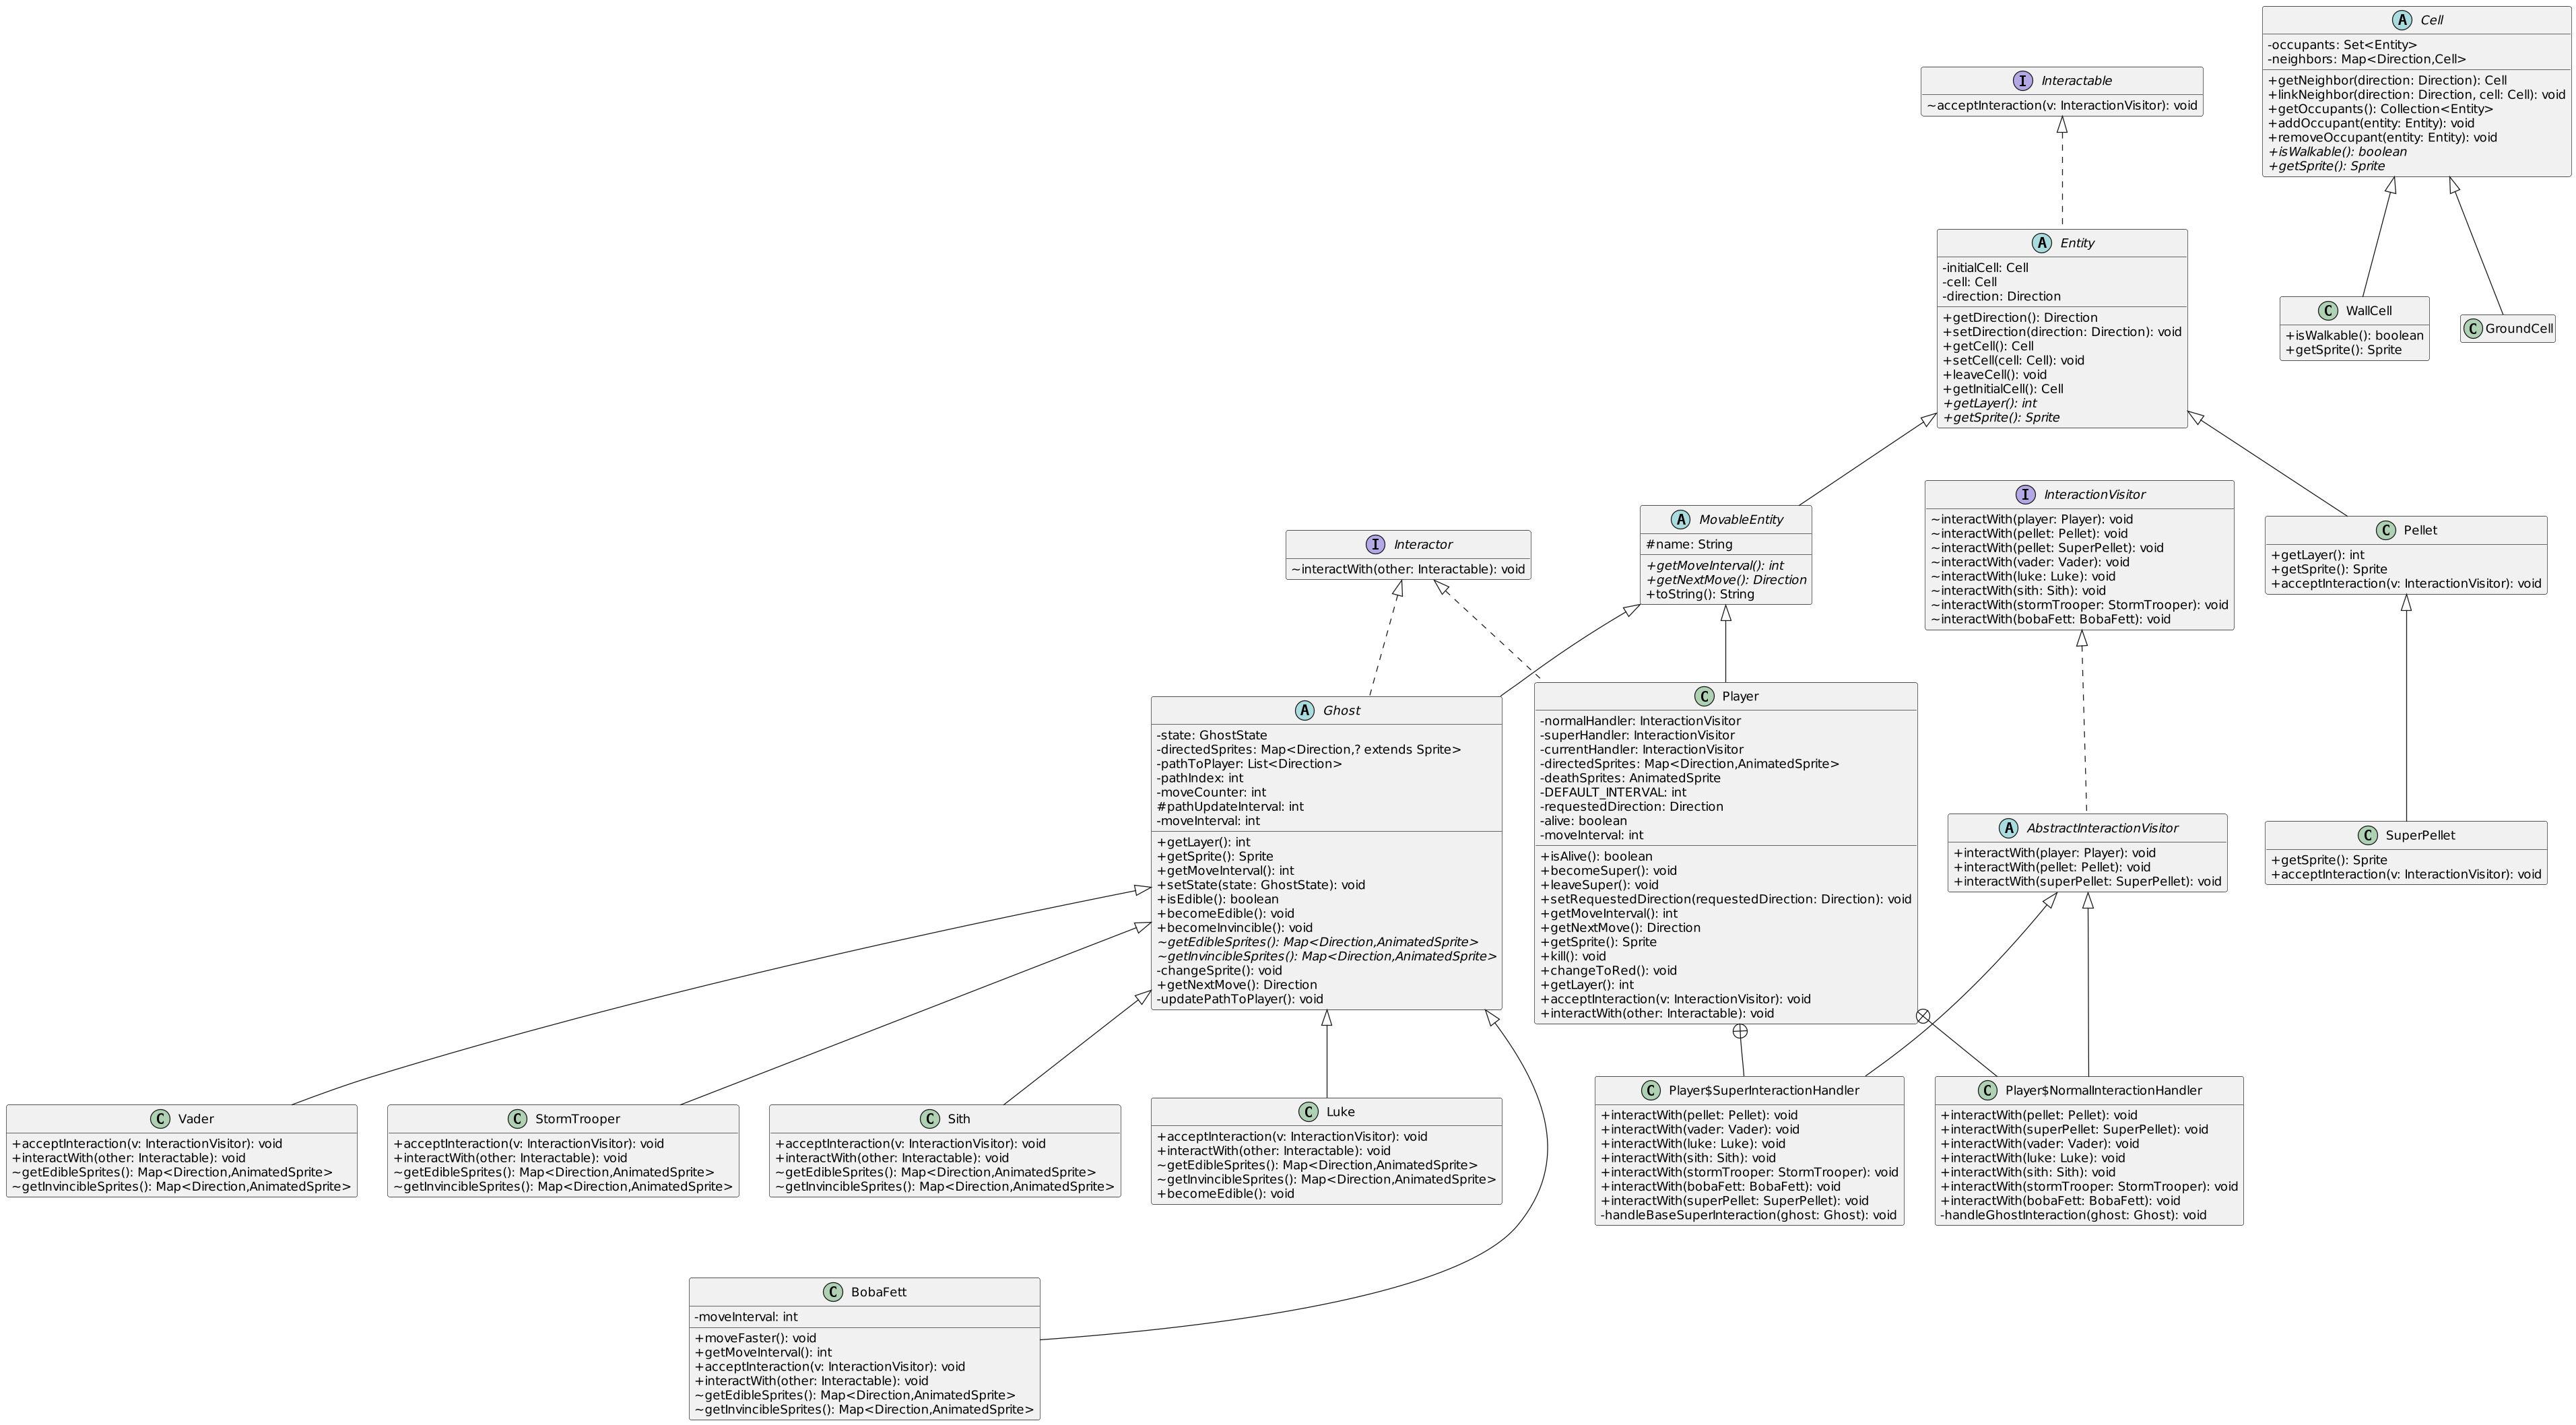 A Cell
-occupants: Set<Entity>
-neighbors: Map<Direction,Cell>
+getNeighbor(direction: Direction): Cell
+linkNeighbor(direction: Direction, cell: Cell): void
+getOccupants(): Collection<Entity>
+addOccupant(entity: Entity): void
+removeOccupant(entity: Entity): void
+isWalkable(): boolean
+getSprite(): Sprite
I Interactable
~acceptInteraction(v: InteractionVisitor): void
A Entity
-initialCell: Cell
-cell: Cell
-direction: Direction
+getDirection(): Direction
+setDirection(direction: Direction): void
+getCell(): Cell
+setCell(cell: Cell): void
+leaveCell(): void
+getInitialCell(): Cell
+getLayer(): int
+getSprite(): Sprite
C WallCell
+isWalkable(): boolean
+getSprite(): Sprite
C GroundCell
I Interactor
~interactWith(other: Interactable): void
A MovableEntity
#name: String
+getMoveInterval(): int
+getNextMove(): Direction
+toString(): String
I InteractionVisitor
~interactWith(player: Player): void
~interactWith(pellet: Pellet): void
~interactWith(pellet: SuperPellet): void
~interactWith(vader: Vader): void
~interactWith(luke: Luke): void
~interactWith(sith: Sith): void
~interactWith(stormTrooper: StormTrooper): void
~interactWith(bobaFett: BobaFett): void
C Pellet
+getLayer(): int
+getSprite(): Sprite
+acceptInteraction(v: InteractionVisitor): void
A Ghost
-state: GhostState
-directedSprites: Map<Direction,? extends Sprite>
-pathToPlayer: List<Direction>
-pathIndex: int
-moveCounter: int
#pathUpdateInterval: int
-moveInterval: int
+getLayer(): int
+getSprite(): Sprite
+getMoveInterval(): int
+setState(state: GhostState): void
+isEdible(): boolean
+becomeEdible(): void
+becomeInvincible(): void
~getEdibleSprites(): Map<Direction,AnimatedSprite>
~getInvincibleSprites(): Map<Direction,AnimatedSprite>
-changeSprite(): void
+getNextMove(): Direction
-updatePathToPlayer(): void
C Player
-normalHandler: InteractionVisitor
-superHandler: InteractionVisitor
-currentHandler: InteractionVisitor
-directedSprites: Map<Direction,AnimatedSprite>
-deathSprites: AnimatedSprite
-DEFAULT_INTERVAL: int
-requestedDirection: Direction
-alive: boolean
-moveInterval: int
+isAlive(): boolean
+becomeSuper(): void
+leaveSuper(): void
+setRequestedDirection(requestedDirection: Direction): void
+getMoveInterval(): int
+getNextMove(): Direction
+getSprite(): Sprite
+kill(): void
+changeToRed(): void
+getLayer(): int
+acceptInteraction(v: InteractionVisitor): void
+interactWith(other: Interactable): void
A AbstractInteractionVisitor
+interactWith(player: Player): void
+interactWith(pellet: Pellet): void
+interactWith(superPellet: SuperPellet): void
C SuperPellet
+getSprite(): Sprite
+acceptInteraction(v: InteractionVisitor): void
C Vader
+acceptInteraction(v: InteractionVisitor): void
+interactWith(other: Interactable): void
~getEdibleSprites(): Map<Direction,AnimatedSprite>
~getInvincibleSprites(): Map<Direction,AnimatedSprite>
C StormTrooper
+acceptInteraction(v: InteractionVisitor): void
+interactWith(other: Interactable): void
~getEdibleSprites(): Map<Direction,AnimatedSprite>
~getInvincibleSprites(): Map<Direction,AnimatedSprite>
C Sith
+acceptInteraction(v: InteractionVisitor): void
+interactWith(other: Interactable): void
~getEdibleSprites(): Map<Direction,AnimatedSprite>
~getInvincibleSprites(): Map<Direction,AnimatedSprite>
C Luke
+acceptInteraction(v: InteractionVisitor): void
+interactWith(other: Interactable): void
~getEdibleSprites(): Map<Direction,AnimatedSprite>
~getInvincibleSprites(): Map<Direction,AnimatedSprite>
+becomeEdible(): void
C Player$SuperInteractionHandler
+interactWith(pellet: Pellet): void
+interactWith(vader: Vader): void
+interactWith(luke: Luke): void
+interactWith(sith: Sith): void
+interactWith(stormTrooper: StormTrooper): void
+interactWith(bobaFett: BobaFett): void
+interactWith(superPellet: SuperPellet): void
-handleBaseSuperInteraction(ghost: Ghost): void
C Player$NormalInteractionHandler
+interactWith(pellet: Pellet): void
+interactWith(superPellet: SuperPellet): void
+interactWith(vader: Vader): void
+interactWith(luke: Luke): void
+interactWith(sith: Sith): void
+interactWith(stormTrooper: StormTrooper): void
+interactWith(bobaFett: BobaFett): void
-handleGhostInteraction(ghost: Ghost): void
C BobaFett
-moveInterval: int
+moveFaster(): void
+getMoveInterval(): int
+acceptInteraction(v: InteractionVisitor): void
+interactWith(other: Interactable): void
~getEdibleSprites(): Map<Direction,AnimatedSprite>
~getInvincibleSprites(): Map<Direction,AnimatedSprite>